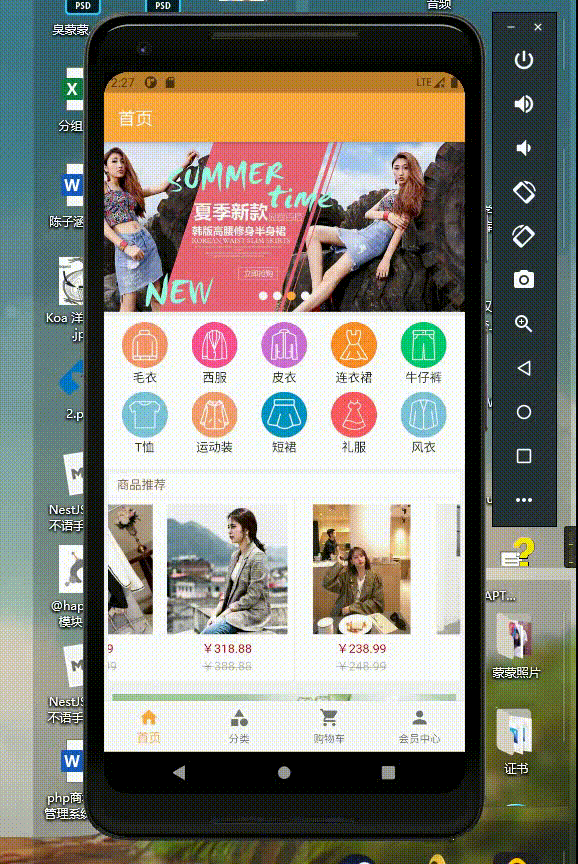 PSD
PSD
音频
臭蒙蒙
2:27
LTE
首页
SUMMER
time
夏季新款
韩版高腰修身半身裙
KOREAN WAIST SLIM SKIRTS
立即抢购
NEW
毛衣
西服
皮衣
连衣裙
牛仔裤
T恤
运动装
短裙
礼服
风衣
商品推荐
¥318.88
¥238.99
¥388.88
¥248.99
首页
分类
购物车
会员中心
X
分组
W
陈子涵
Koa 洋
.jp
2.p
NestJS
不语手
@hap
模块
NestJS
不语手
W
php商
管理系统
APT...
蒙蒙照片
证书